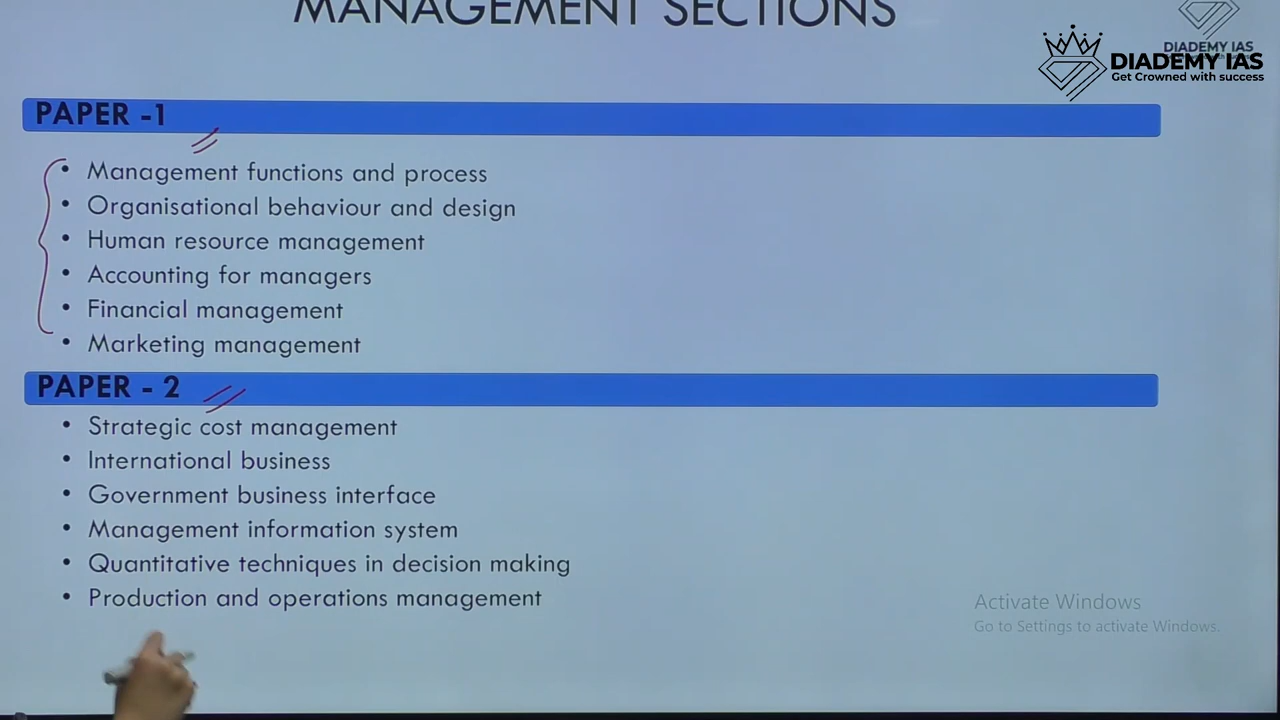 MANAGEMENT SECTIONS
DIADEMY IAS
DIADEMY IAS
Get Crowned with success
PAPER -1
• Management functions and process
• Organisational behaviour and design
• Human resource management
• Accounting for managers
• Financial management
• Marketing management
PAPER - 2
• Strategic cost management
• International business
• Government business interface
• Management information system
• Quantitative techniques in decision making
• Production and operations management
Activate Windows
Go to Settings to activate Windows.